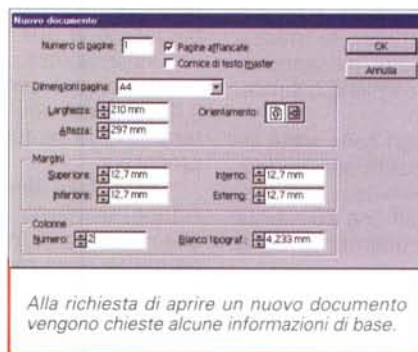 Nuovo documento
Numero di pagine: 1 Pagine affiancate OK
Cornice di testo master Annulla
Dimensioni pagina: A4
Larghezza: 210 mm Orientamento:
Altezza: 297 mm
Margini
Superiore: 12,7 mm Interno: 12,7 mm
Inferiore: 12,7 mm Esterno: 12,7 mm
Colonne
Numero: 2 Bianco tipograf.: 4,233 mm
Alla richiesta di aprire un nuovo documento
vengono chieste alcune informazioni di base.